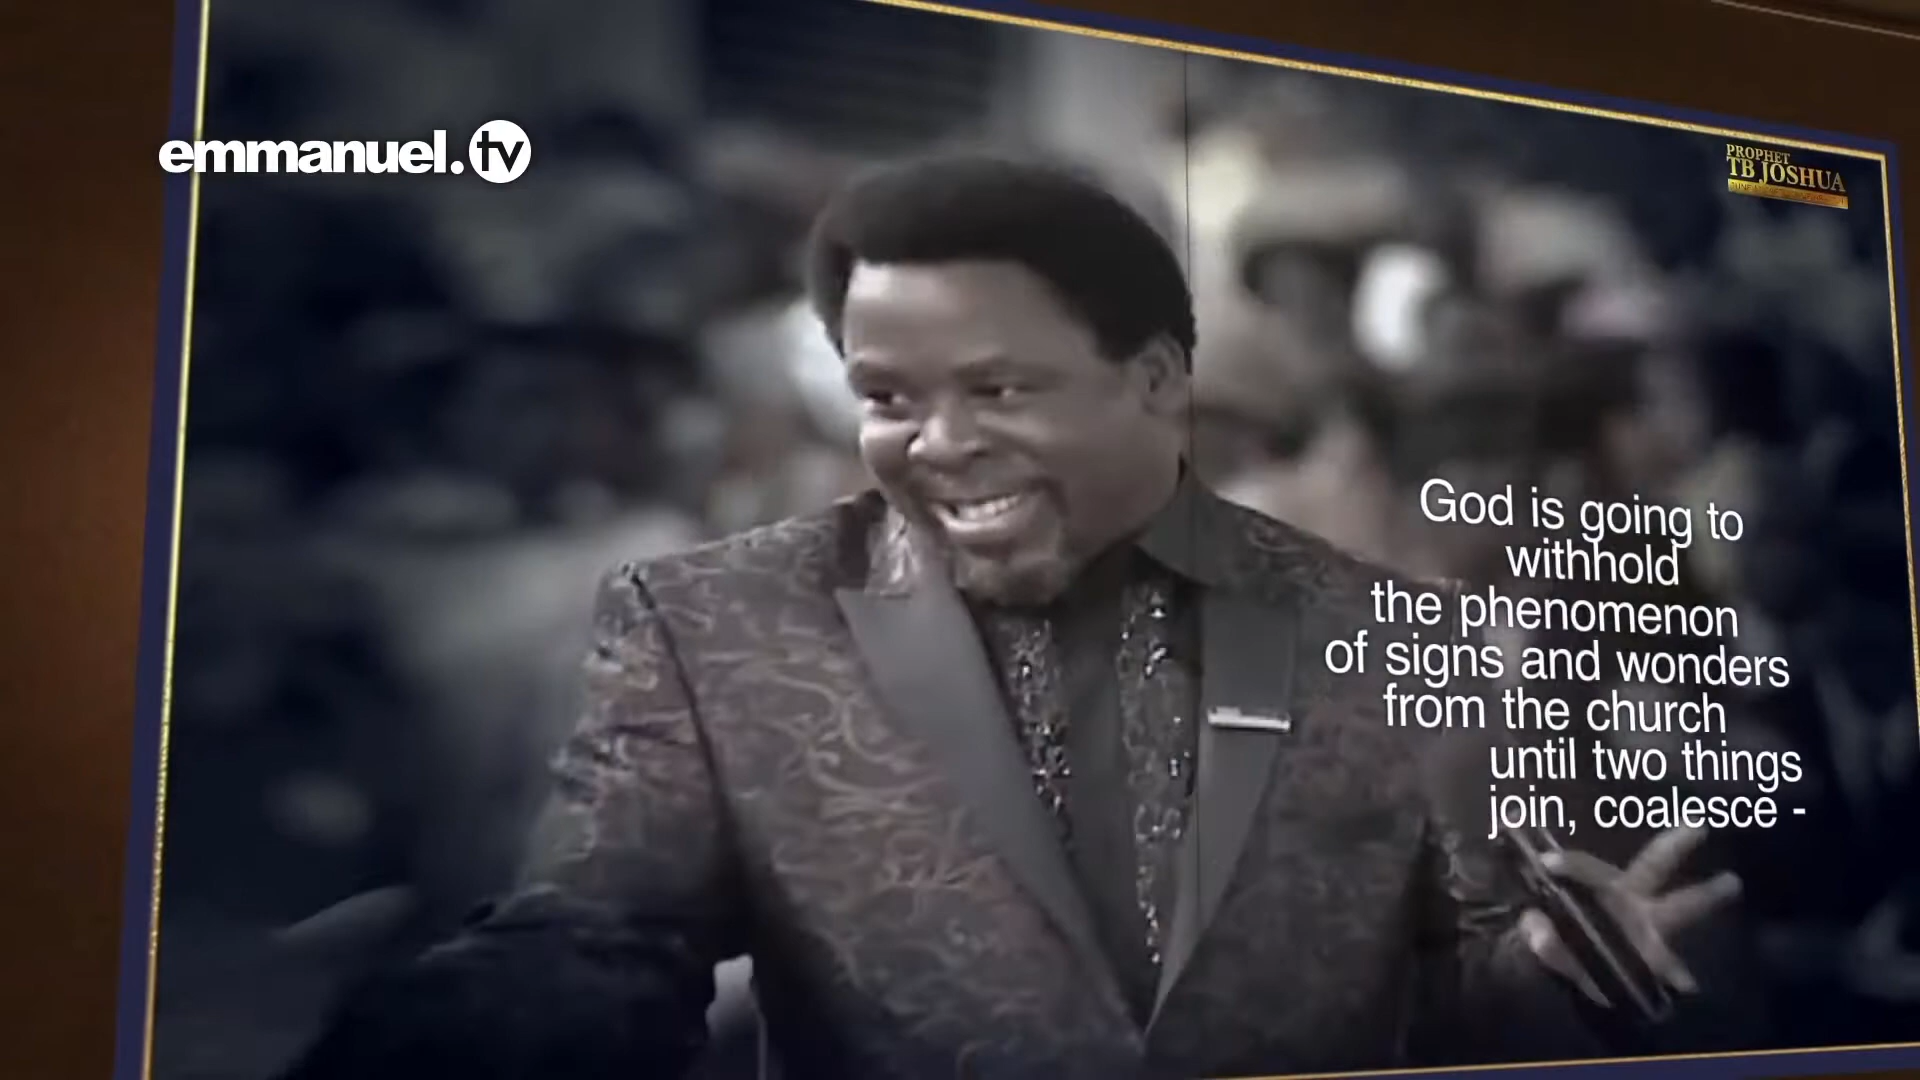 emmanuel.tv
PROPHET
TB JOSHUA
God is going to
withhold
the phenomenon
of signs and wonders
from the church
until two things
join, coalesce -